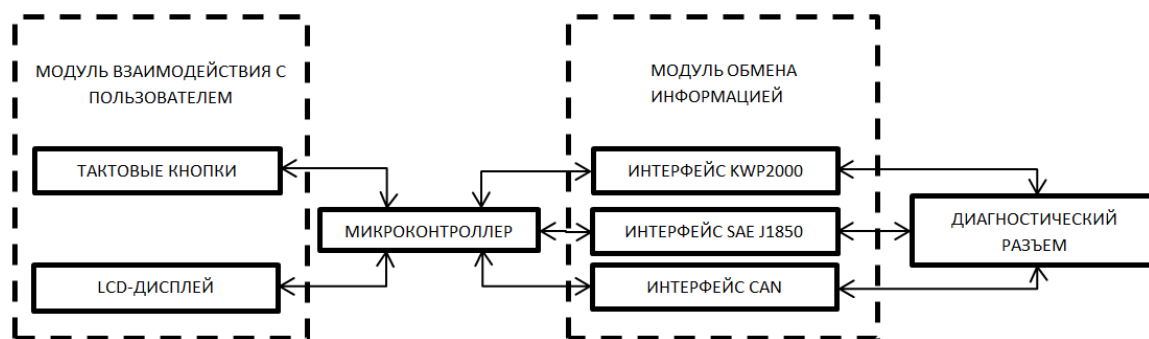 МОДУЛЬ ВЗАИМОДЕЙСТВИЯ С
ПОЛЬЗОВАТЕЛЕМ
ТАКТОВЫЕ КНОПКИ
LCD-ДИСПЛЕЙ
МИКРОКОНТРОЛЛЕР
МОДУЛЬ ОБМЕНА
ИНФОРМАЦИЕЙ
ИНТЕРФЕЙС KWP2000
ИНТЕРФЕЙС SAE J1850
ИНТЕРФЕЙС CAN
ДИАГНОСТИЧЕСКИЙ
РАЗЪЕМ